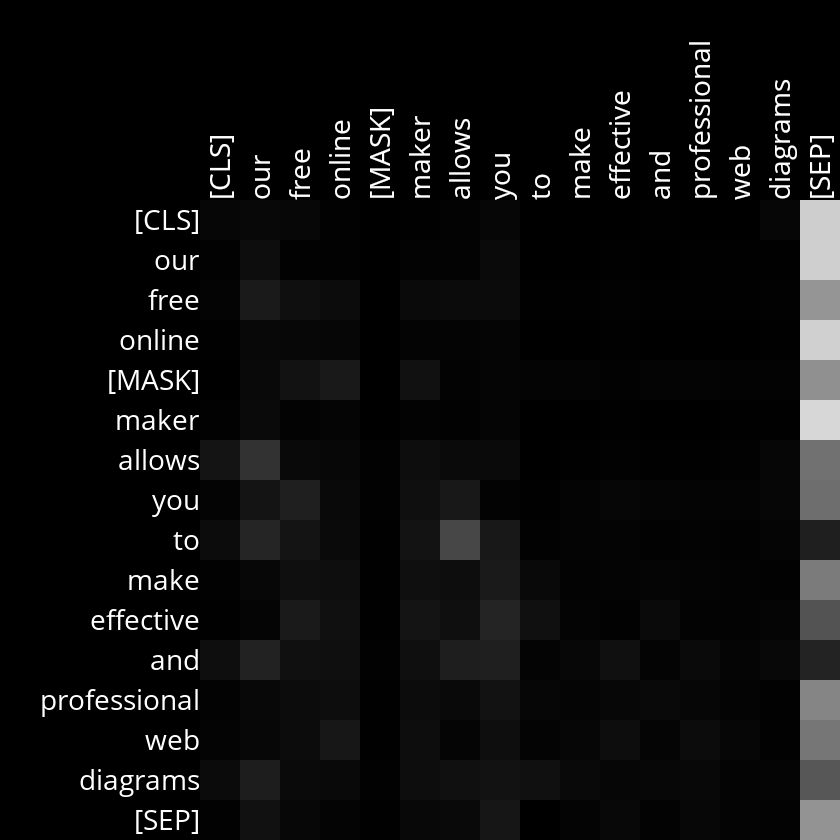 [CLS] our free online [MASK] maker allows you to make effective and professional web diagrams [SEP]
[CLS]
our
free
online
[MASK]
maker
allows
you
to
make
effective
and
professional
web
diagrams
[SEP]